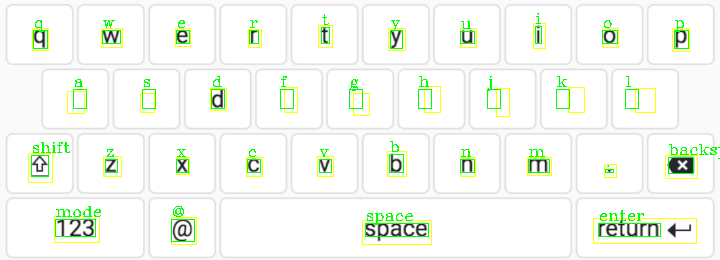 q w e r t y u i o p
q w e r t y u i o p
a s d f g h j k l
d
shift z x c v b n m backsp
z x c v b n m .
mode @ space enter
123 @ space return